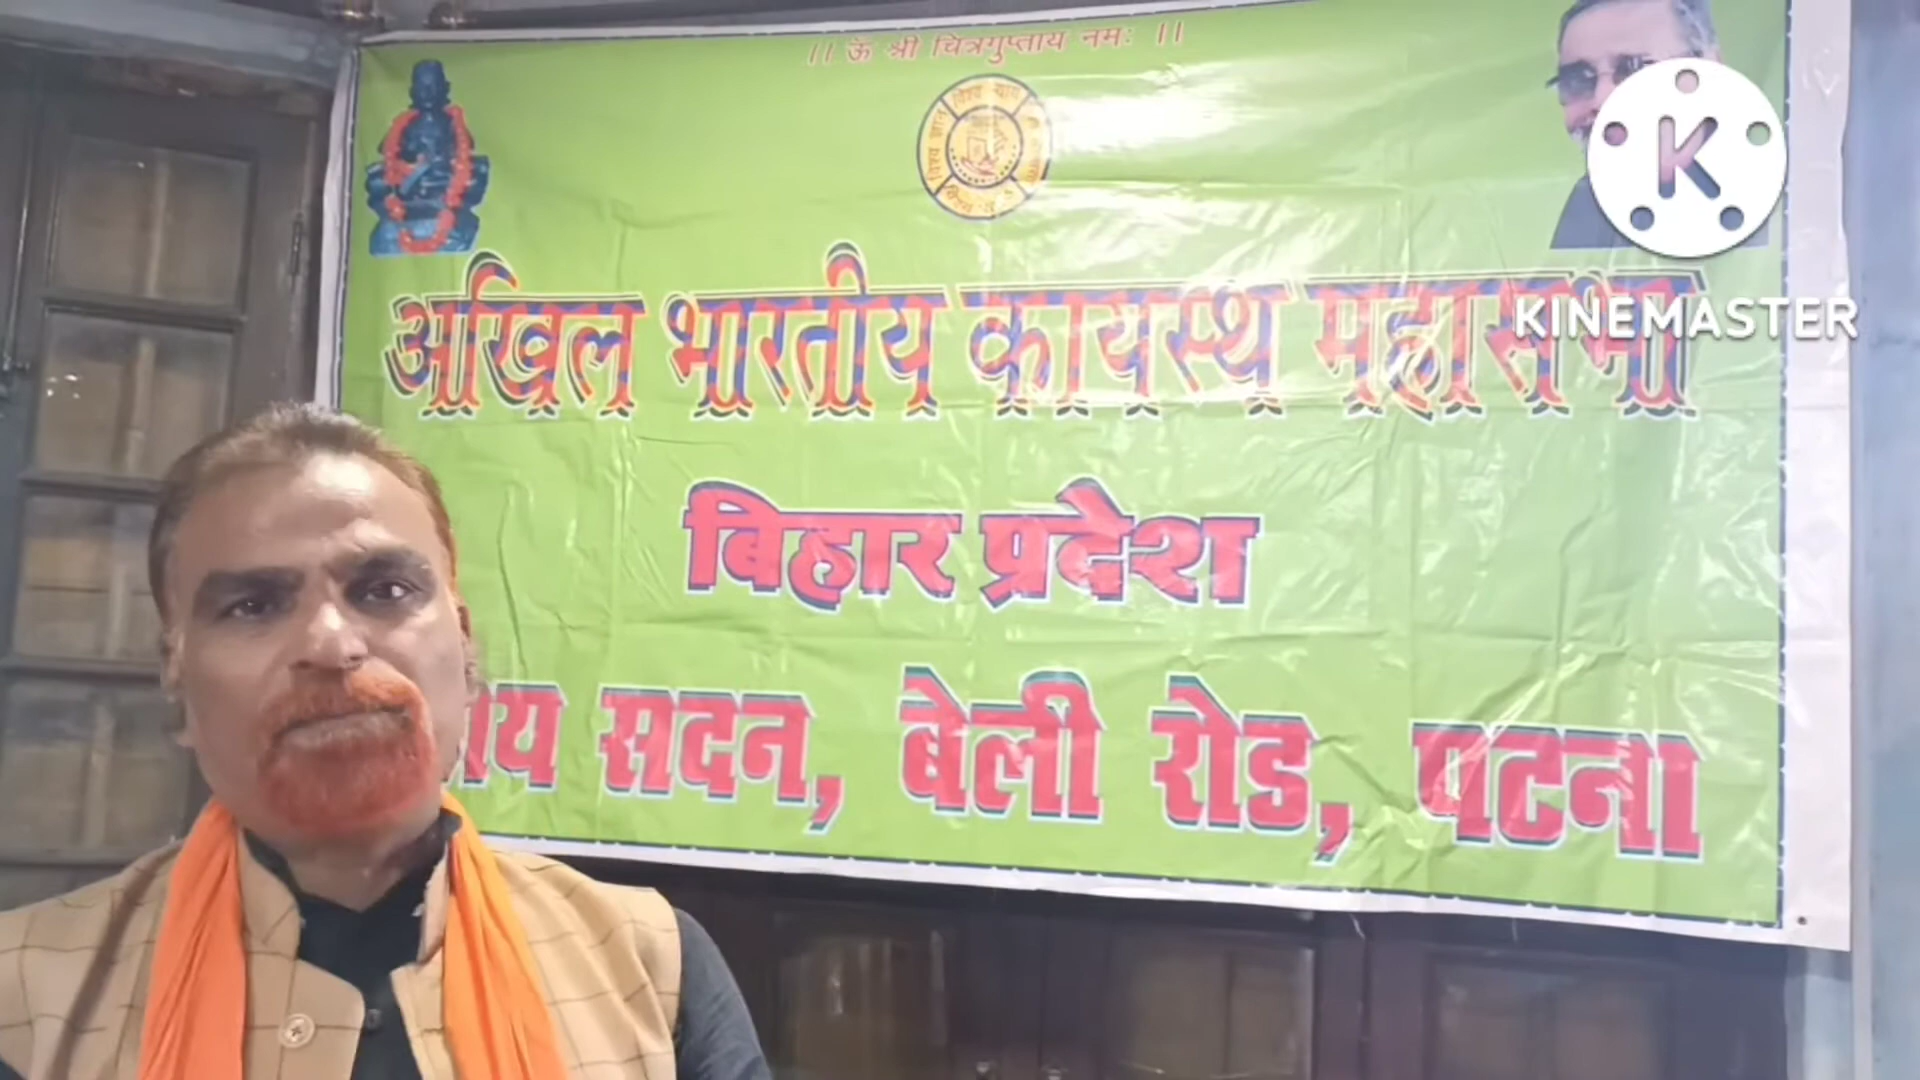 ।। ऊँ श्री चित्रगुप्ताय नमः ।।
विश्व ज्ञान
K
KINEMASTER
अखिल भारतीय कायस्थ महासभा
बिहार प्रदेश
सदन, बेली रोड, पटना